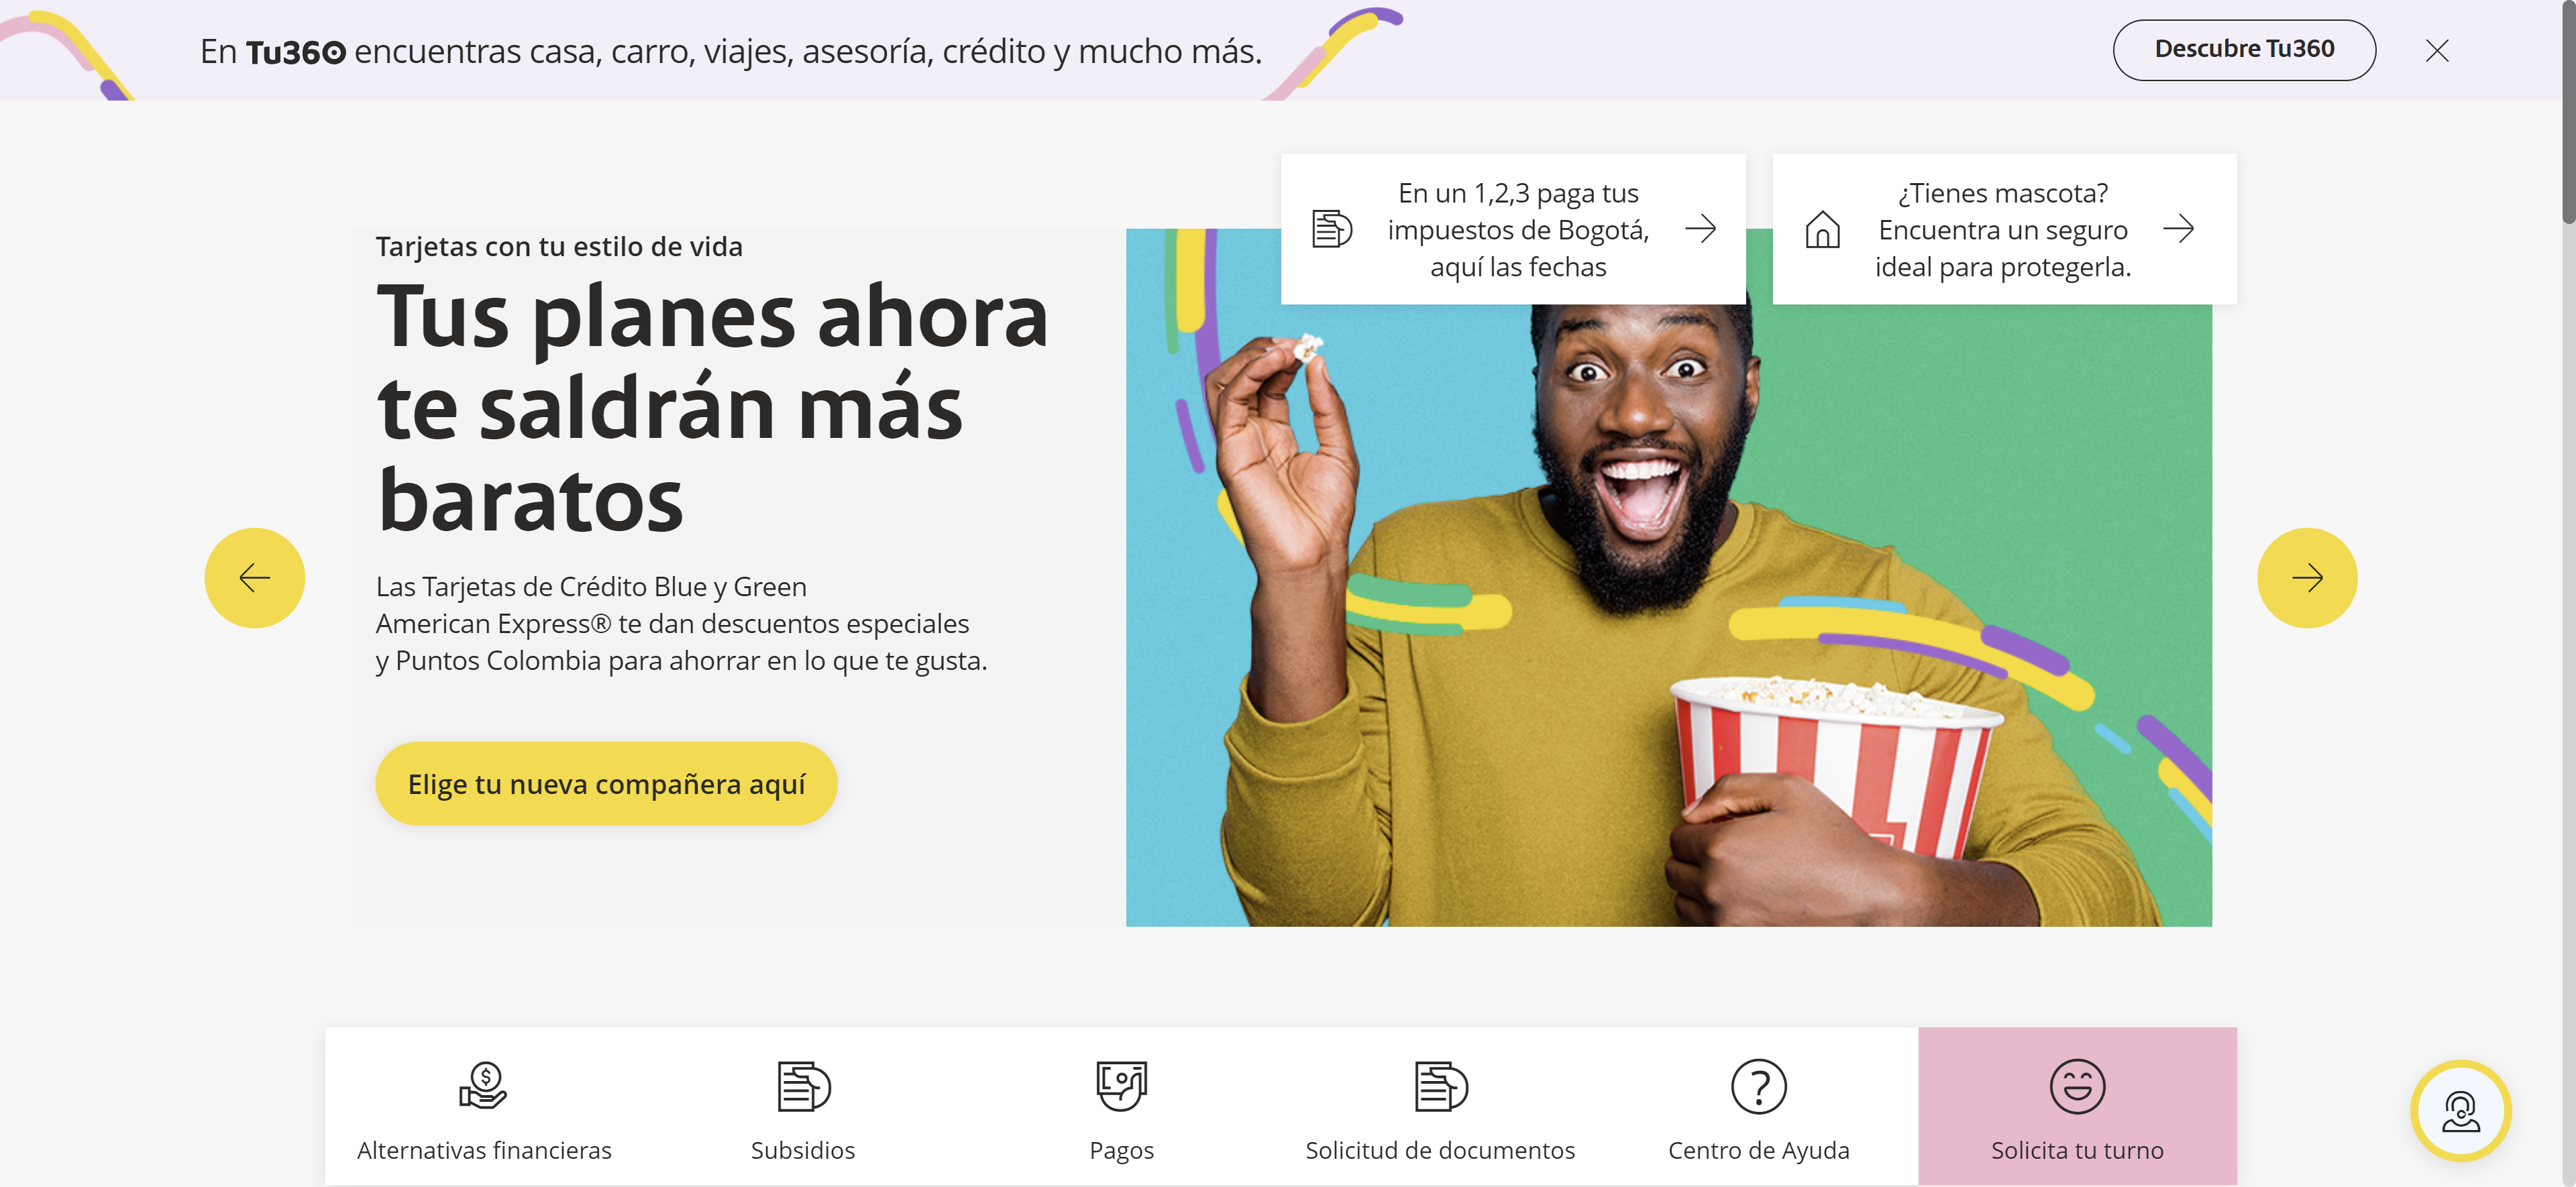 En Tu360 encuentras casa, carro, viajes, asesoría, crédito y mucho más.
Descubre Tu360
En un 1,2,3 paga tus
impuestos de Bogotá,
aquí las fechas
¿Tienes mascota?
Encuentra un seguro
ideal para protegerla.
Tarjetas con tu estilo de vida
Tus planes ahora
te saldrán más
baratos
Las Tarjetas de Crédito Blue y Green
American Express® te dan descuentos especiales
y Puntos Colombia para ahorrar en lo que te gusta.
Elige tu nueva compañera aquí
Alternativas financieras
Subsidios
Pagos
Solicitud de documentos
Centro de Ayuda
Solicita tu turno